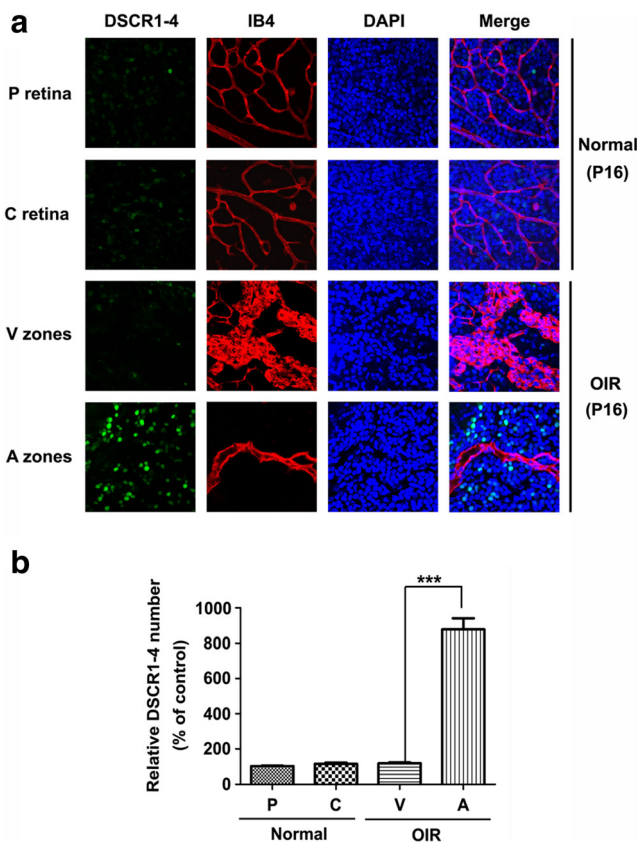 a
DSCR1-4 IB4 DAPI Merge
P retina
C retina
Normal
(P16)
V zones
A zones
OIR
(P16)
b
Relative DSCR1-4 number
(% of control)
1000
800
600
400
200
0
***
P C V A
Normal OIR